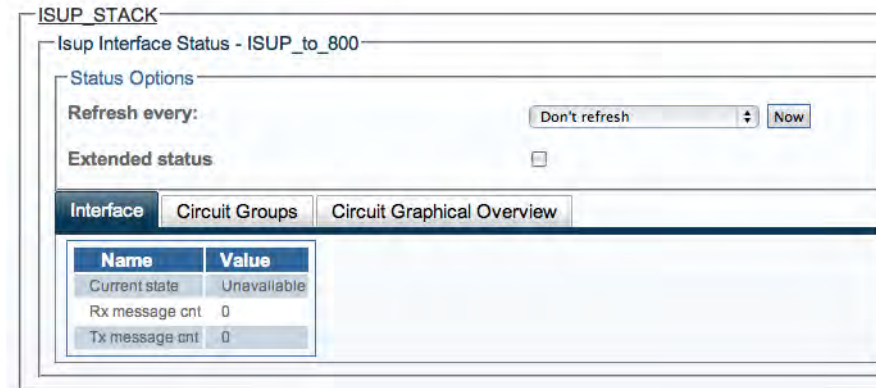 ISUP_STACK
Isup Interface Status - ISUP_to_800
Status Options
Refresh every: Don't refresh Now
Extended status
Interface Circuit Groups Circuit Graphical Overview
Name Value
Current state Unavailable
Rx message cnt 0
Tx message cnt 0